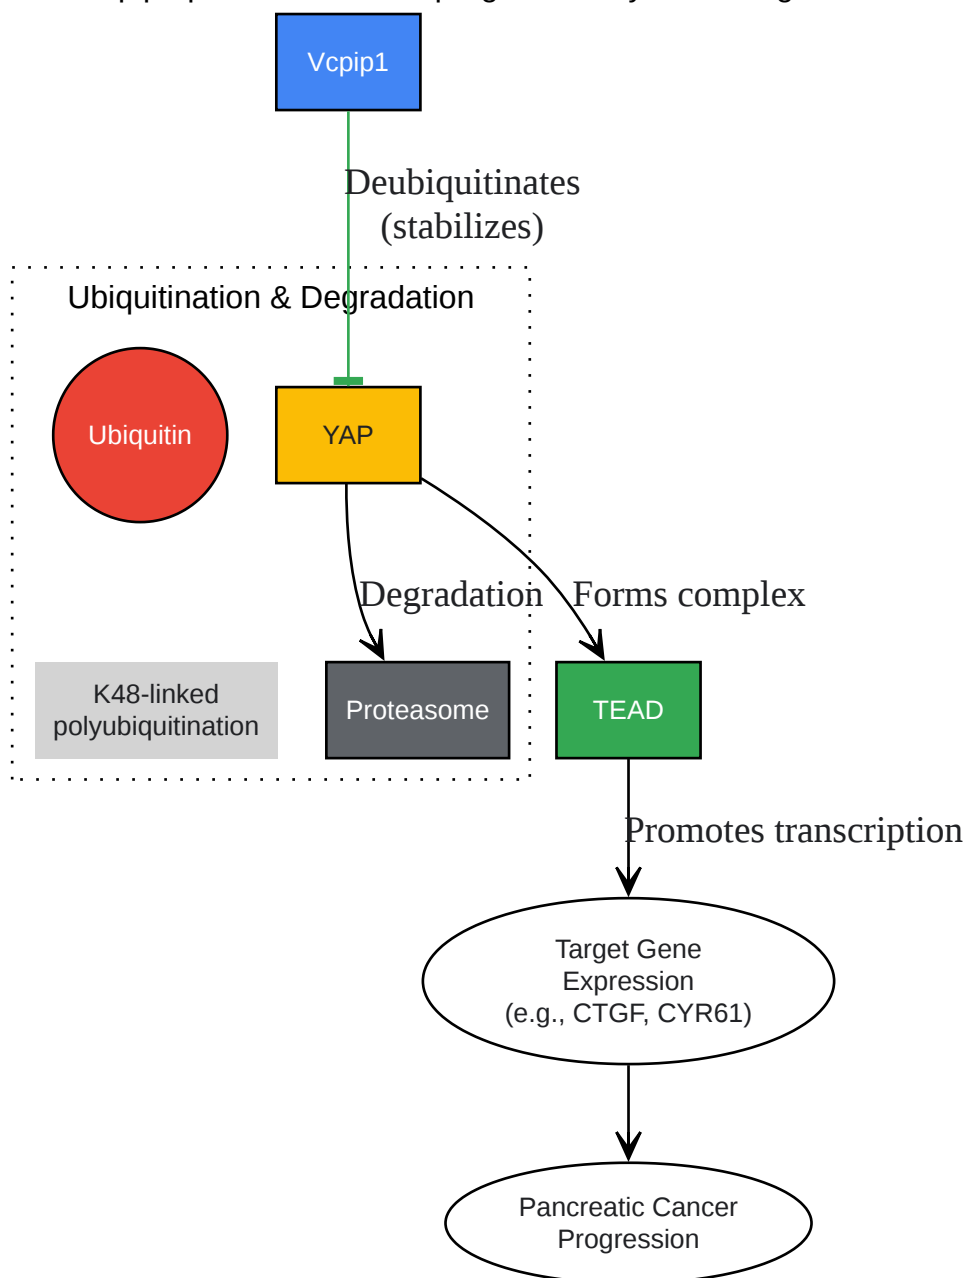 Vcpip1
Deubiquitinates
(stabilizes)
Ubiquitination & Degradation
Ubiquitin
YAP
Degradation
Forms complex
K48-linked
polyubiquitination
Proteasome
TEAD
Promotes transcription
Target Gene
Expression
(e.g., CTGF, CYR61)
Pancreatic Cancer
Progression